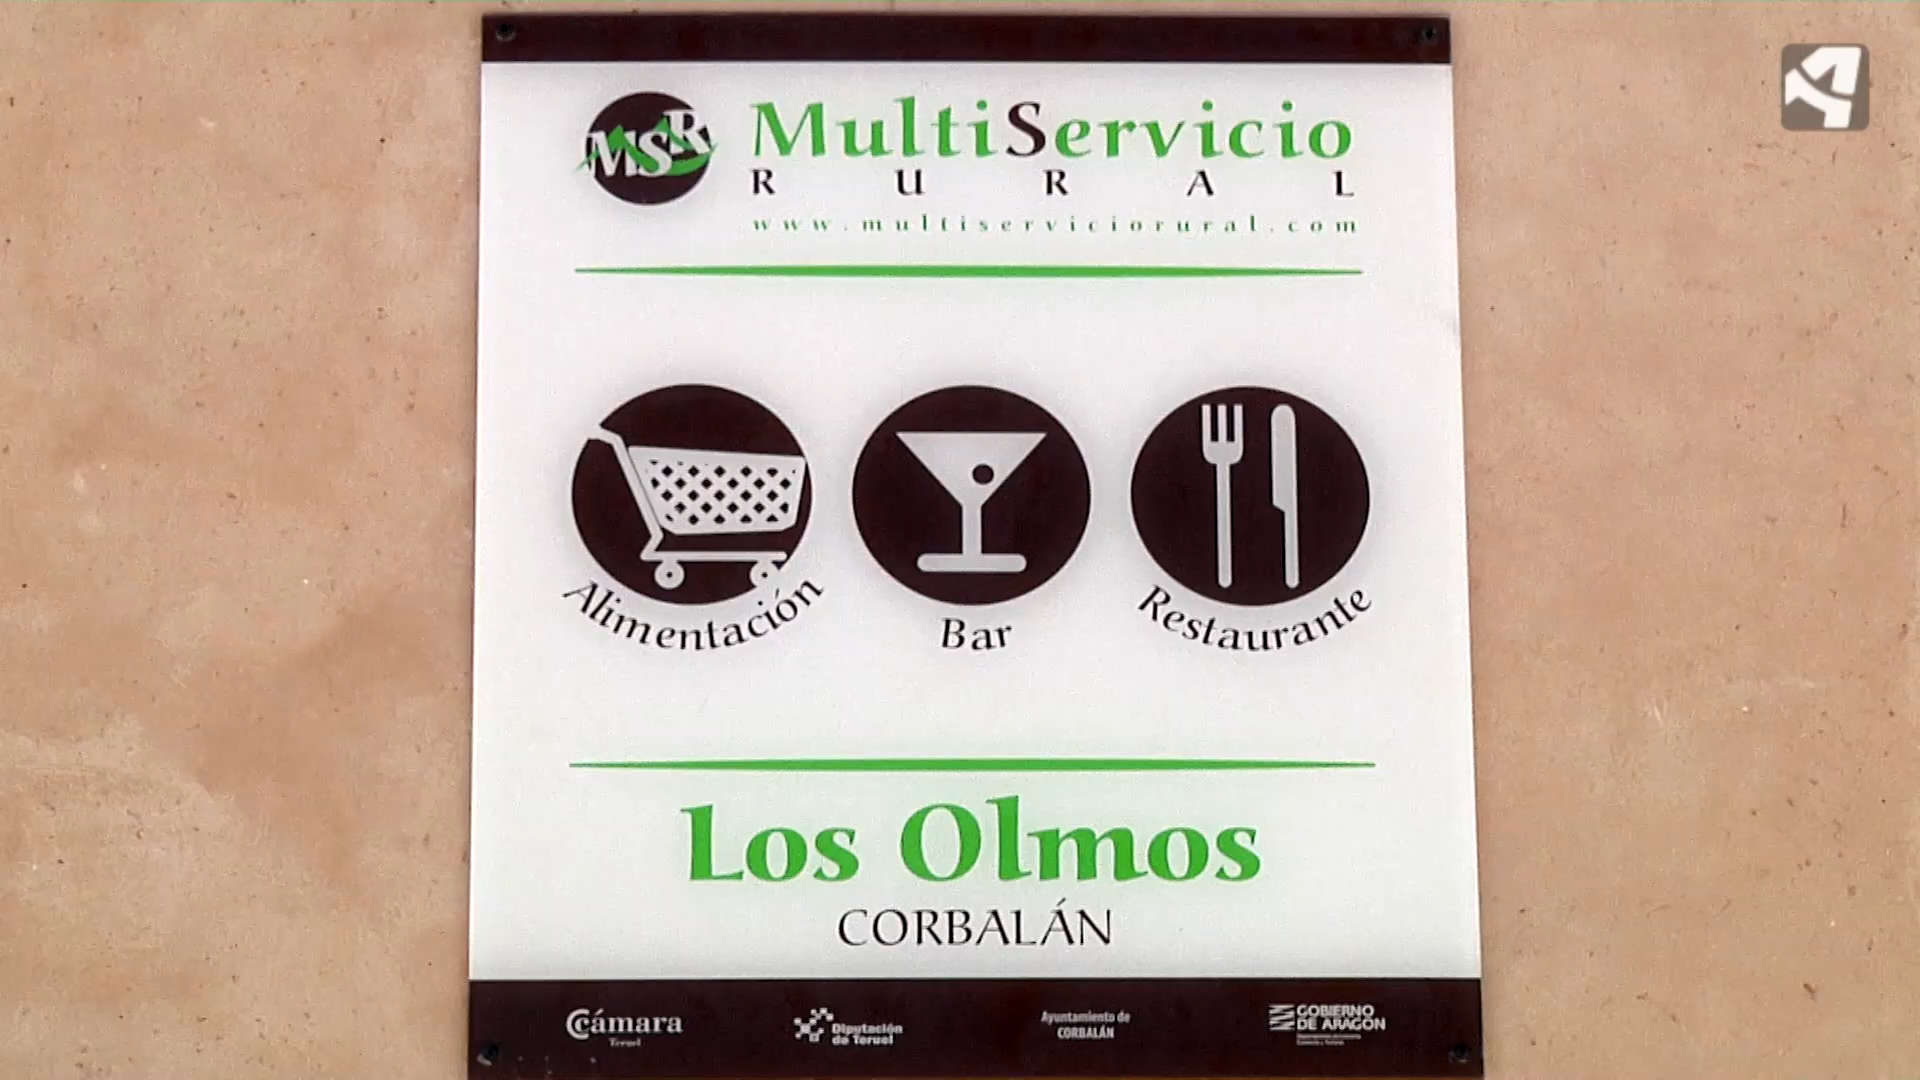 MSR
MultiServicio
RURAL
www.multiserviciorural.com
Alimentación
Bar
Restaurante
Los Olmos
CORBALÁN
Cámara
Teruel
Diputación
de Teruel
Ayuntamiento de
CORBALÁN
GOBIERNO
DE ARAGON